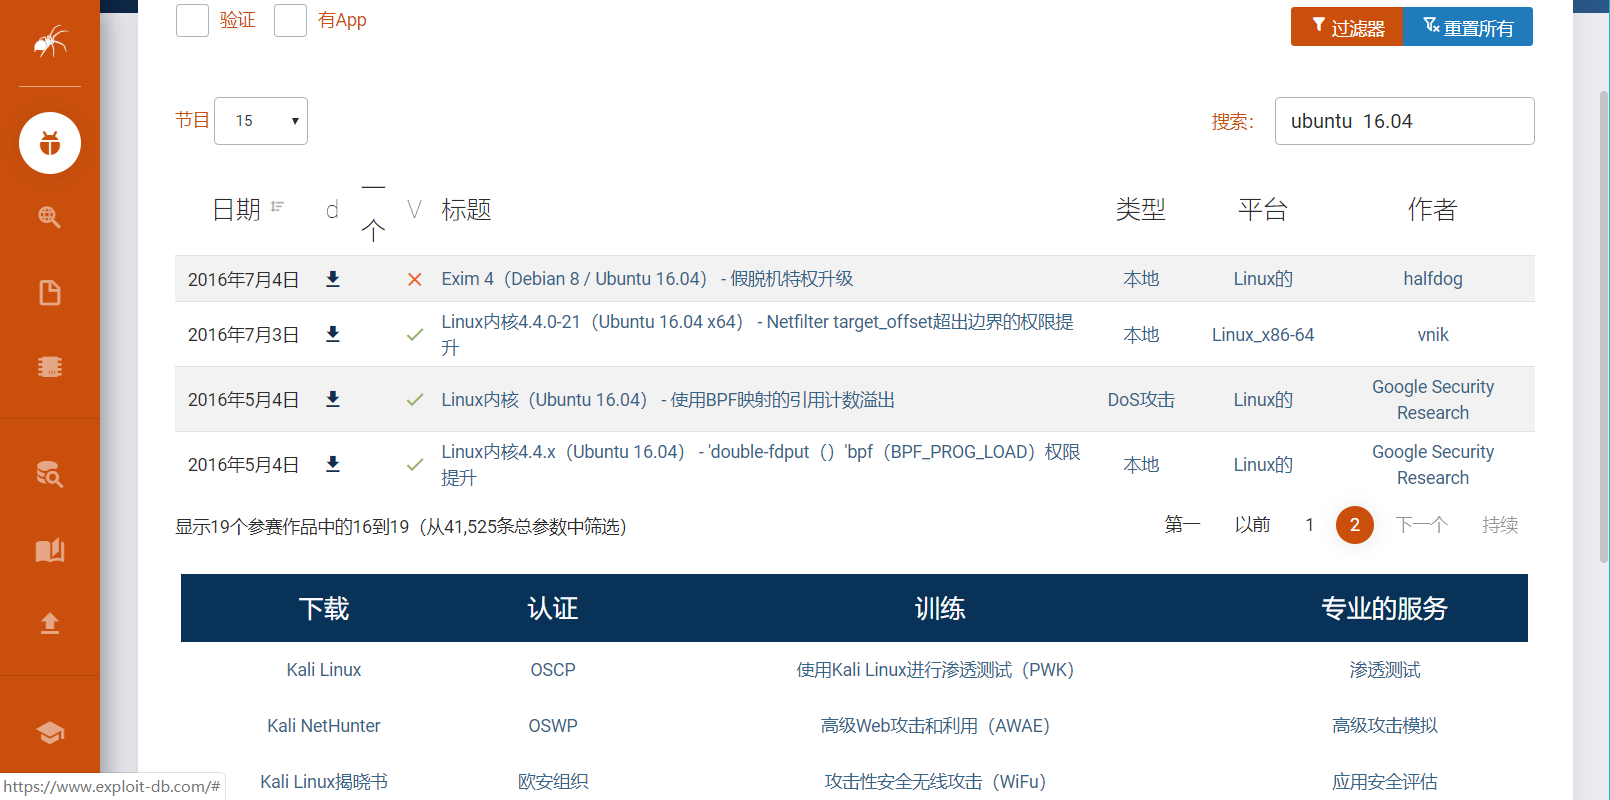 验证 有App
过滤器 重置所有
节目 15 搜索： ubuntu 16.04
日期 d 一个 V 标题 类型 平台 作者
2016年7月4日 Exim 4（Debian 8 / Ubuntu 16.04） - 假脱机特权升级 本地 Linux的 halfdog
2016年7月3日 Linux内核4.4.0-21（Ubuntu 16.04 x64） - Netfilter target_offset超出边界的权限提升 本地 Linux_x86-64 vnik
2016年5月4日 Linux内核（Ubuntu 16.04） - 使用BPF映射的引用计数溢出 DoS攻击 Linux的 Google Security Research
2016年5月4日 Linux内核4.4.x（Ubuntu 16.04） - 'double-fdput（）'bpf（BPF_PROG_LOAD）权限提升 本地 Linux的 Google Security Research
显示19个参赛作品中的16到19（从41,525条总参数中筛选） 第一 以前 1 2 下一个 持续
下载 认证 训练 专业的服务
Kali Linux OSCP 使用Kali Linux进行渗透测试（PWK） 渗透测试
Kali NetHunter OSWP 高级Web攻击和利用（AWAE） 高级攻击模拟
Kali Linux揭晓书 欧安组织 攻击性安全无线攻击（WiFu） 应用安全评估
https://www.exploit-db.com/#